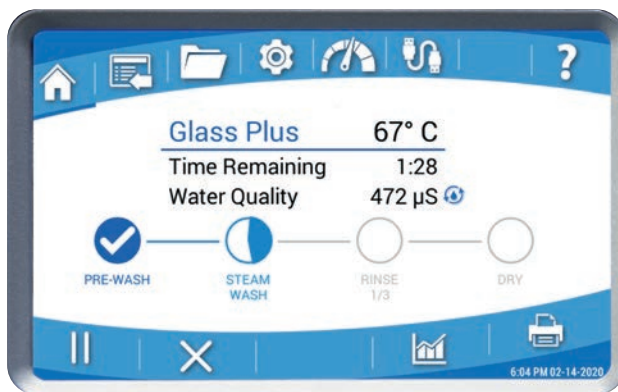 ?
Glass Plus 67° C
Time Remaining 1:28
Water Quality 472 µS
PRE-WASH
STEAM
WASH
RINSE
1/3
DRY
6:04 PM 02-14-2020